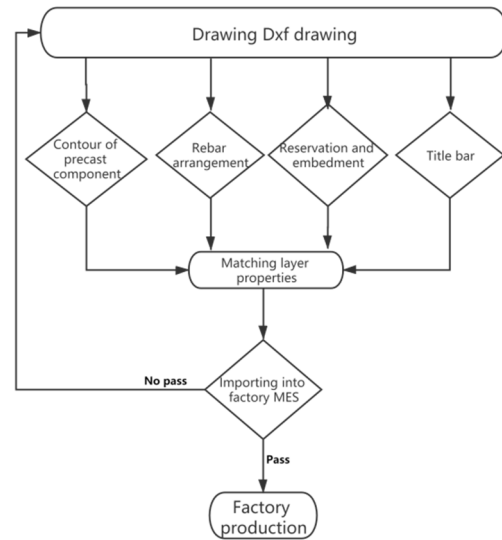 Drawing Dxf drawing
Contour of
precast
component
Rebar
arrangement
Reservation and
embedment
Title bar
Matching layer
properties
No pass
Importing into
factory MES
Pass
Factory
production